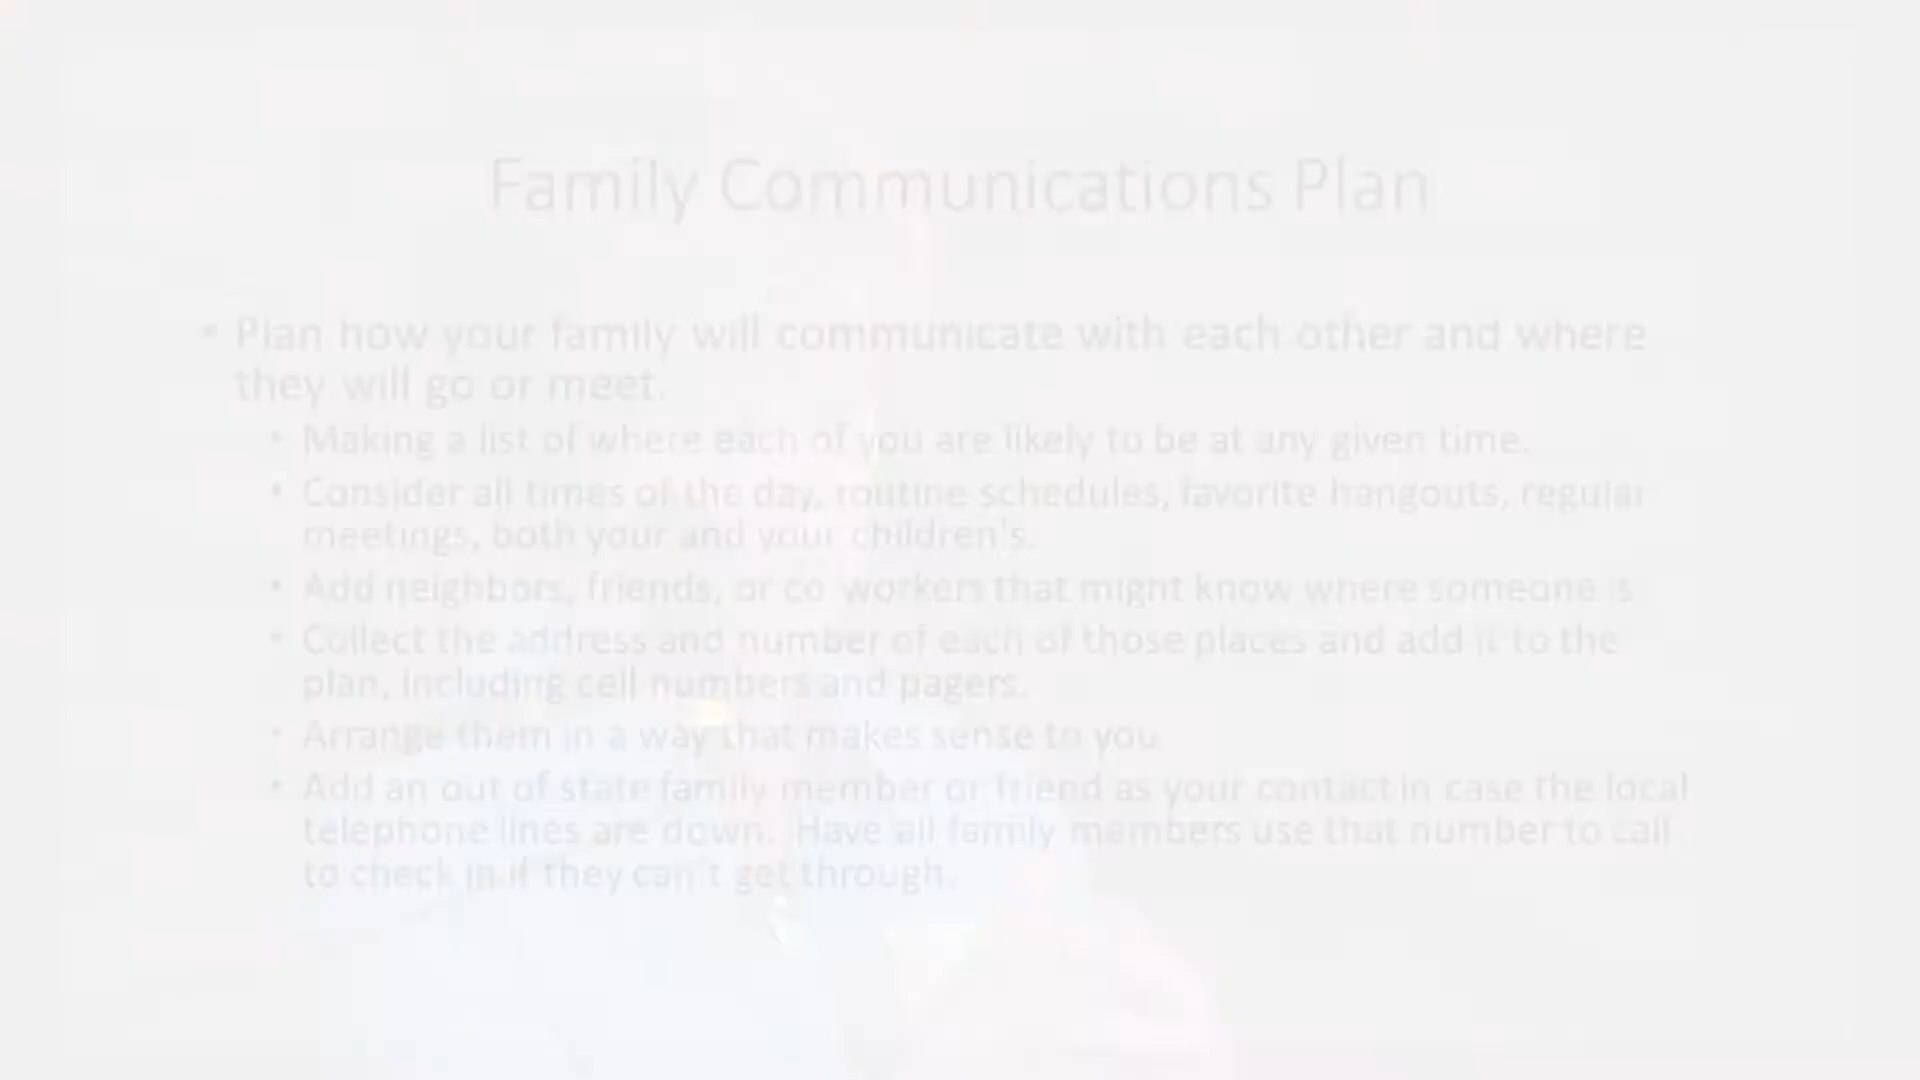 Family Communications Plan
• Plan how your family will communicate with each other and where
they will go or meet.
• Making a list of where each of you are likely to be at any given time.
• Consider all times of the day, routine schedules, favorite hangouts, regular
meetings, both your and your children's.
• Add neighbors, friends, or co-workers that might know where someone is
• Collect the address and number of each of those places and add it to the
plan, including cell numbers and pagers.
• Arrange them in a way that makes sense to you
• Add an out of state family member or friend as your contact in case the local
telephone lines are down. Have all family members use that number to call
to check in if they can't get through.